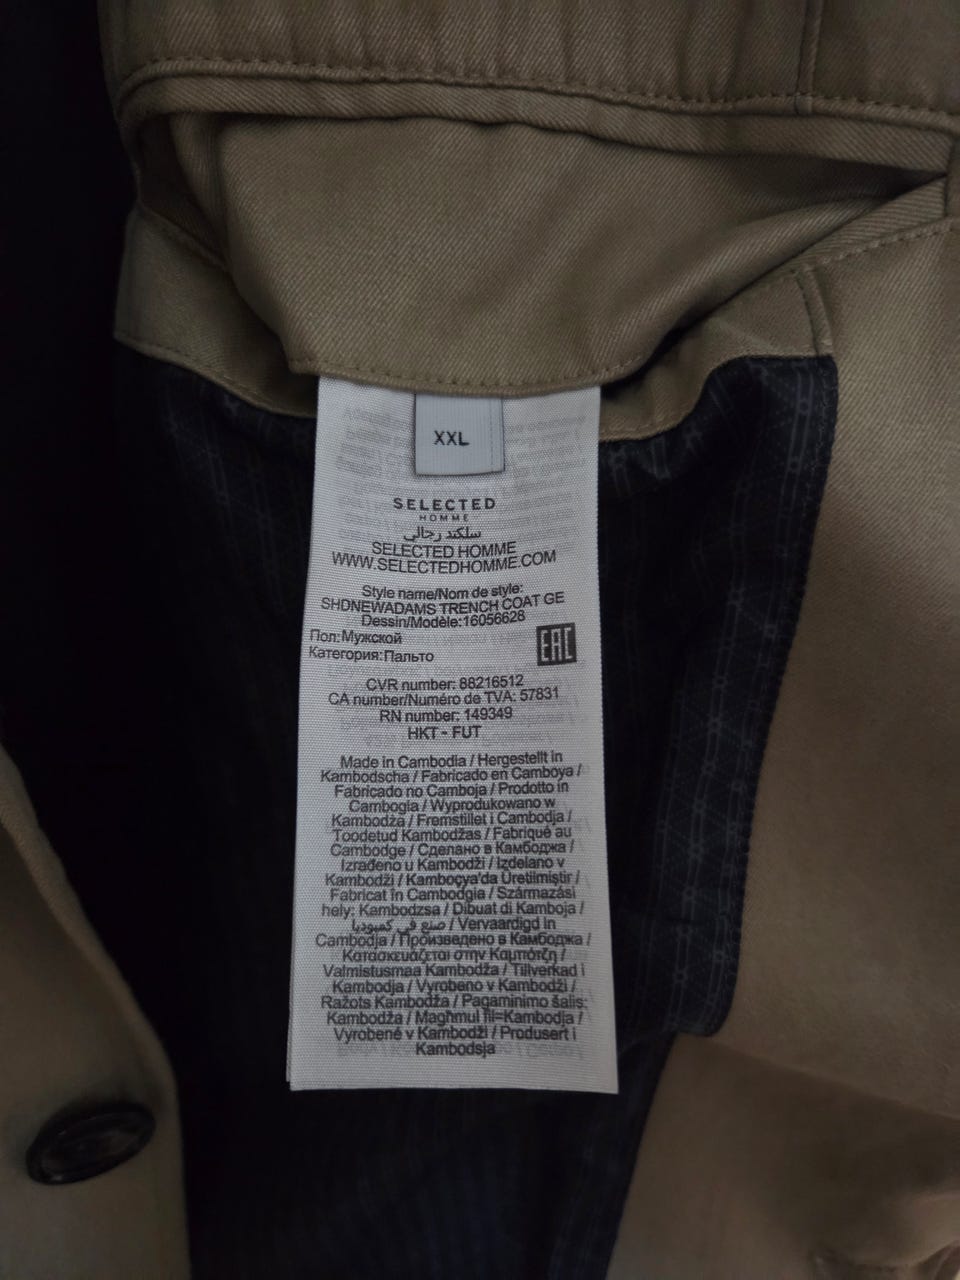 XXL
SELECTED
HOMME
سلكتد رجالي
SELECTED HOMME
WWW.SELECTEDHOMME.COM
Style name/Nom de style:
SHDNEWADAMS TRENCH COAT GE
Dessin/Modèle:16056628
Пол:Мужской
Категория:Пальто
EAC
CVR number: 88216512
CA number/Numéro de TVA: 57831
RN number: 149349
HKT - FUT
Made in Cambodia / Hergestellt in
Kambodscha / Fabricado en Camboya /
Fabricado no Camboja / Prodotto in
Cambogia / Wyprodukowano w
Kambodża / Fremstillet i Cambodja /
Toodetud Kambodžas / Fabriqué au
Cambodge / Сделано в Камбоджа /
Izrađeno u Kambodži / Izdelano v
Kambodži / Kamboçya'da Üretilmiştir /
Fabricat în Cambodgia / Származási
hely: Kambodzsa / Dibuat di Kamboja /
صنع في كمبوديا / Vervaardigd in
Cambodja / Произведено в Камбоджа /
Κατασκευάζεται στην Καμπότζη /
Valmistusmaa Kambodža / Tillverkad i
Kambodja / Vyrobeno v Kambodži /
Ražots Kambodža / Pagaminimo šalis:
Kambodža / Magħmul fil=Kambodja /
Vyrobené v Kambodži / Produsert i
Kambodsja